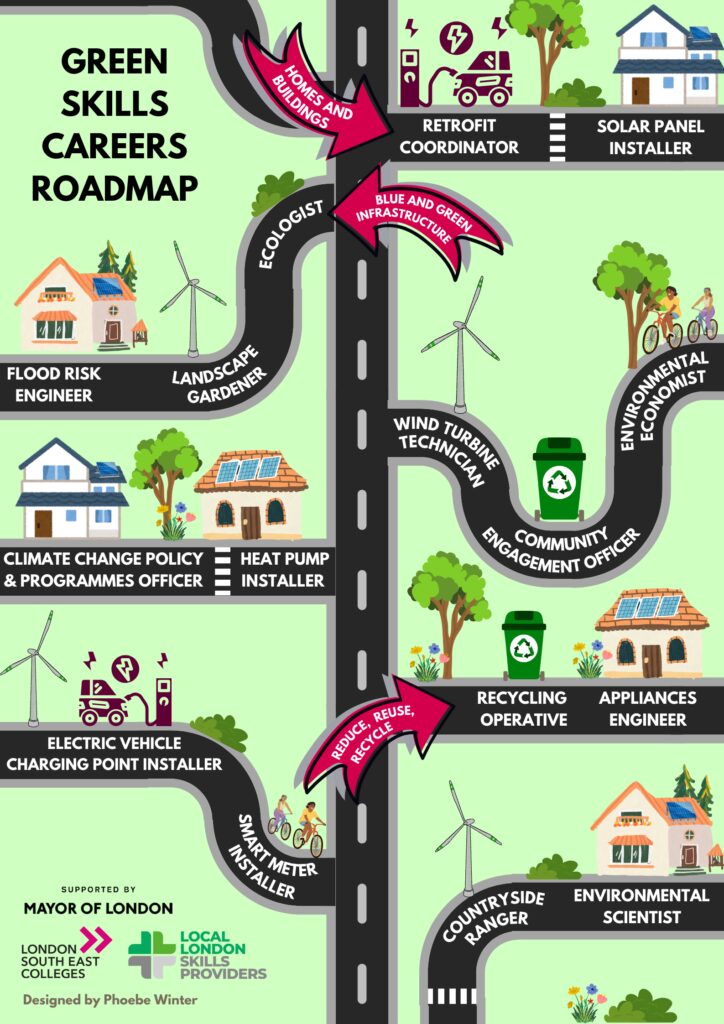 GREEN
SKILLS
CAREERS
ROADMAP
HOMES AND
BUILDINGS
RETROFIT
COORDINATOR
SOLAR PANEL
INSTALLER
BLUE AND GREEN
INFRASTRUCTURE
ECOLOGIST
LANDSCAPE
GARDENER
FLOOD RISK
ENGINEER
WIND TURBINE
TECHNICIAN
COMMUNITY
ENGAGEMENT OFFICER
ENVIRONMENTAL
ECONOMIST
CLIMATE CHANGE POLICY
& PROGRAMMES OFFICER
HEAT PUMP
INSTALLER
REDUCE, REUSE,
RECYCLE
RECYCLING
OPERATIVE
APPLIANCES
ENGINEER
ELECTRIC VEHICLE
CHARGING POINT INSTALLER
SMART METER
INSTALLER
COUNTRYSIDE
RANGER
ENVIRONMENTAL
SCIENTIST
SUPPORTED BY
MAYOR OF LONDON
LONDON
SOUTH EAST
COLLEGES
LOCAL
LONDON
SKILLS
PROVIDERS
Designed by Phoebe Winter